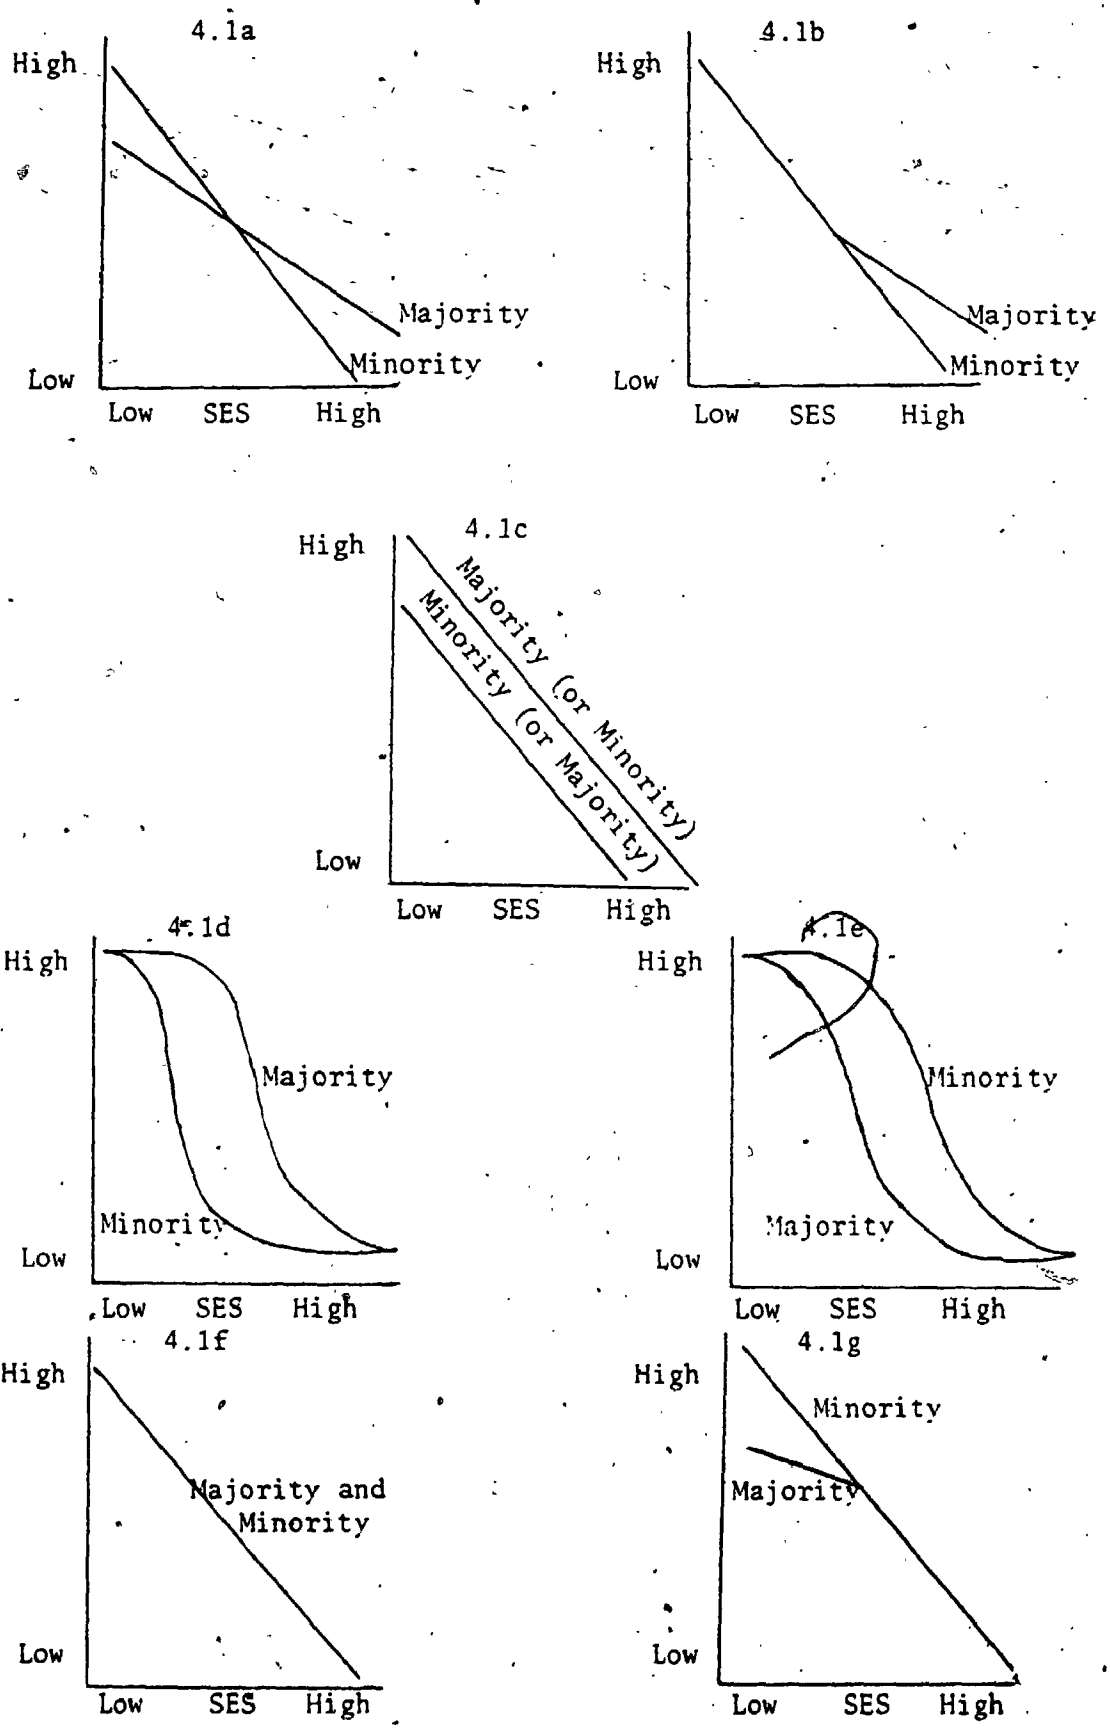 4.1a
High
Majority
Minority
Low
Low SES High
4.1b
High
Majority
Minority
Low
Low SES High
4.1c
High
Majority (or Minority)
Minority (or Majority)
Low
Low SES High
4.1d
High
Majority
Minority
Low
Low SES High
4.1e
High
Minority
Majority
Low
Low SES High
4.1f
High
Majority and
Minority
Low
Low SES High
4.1g
High
Minority
Majority
Low
Low SES High